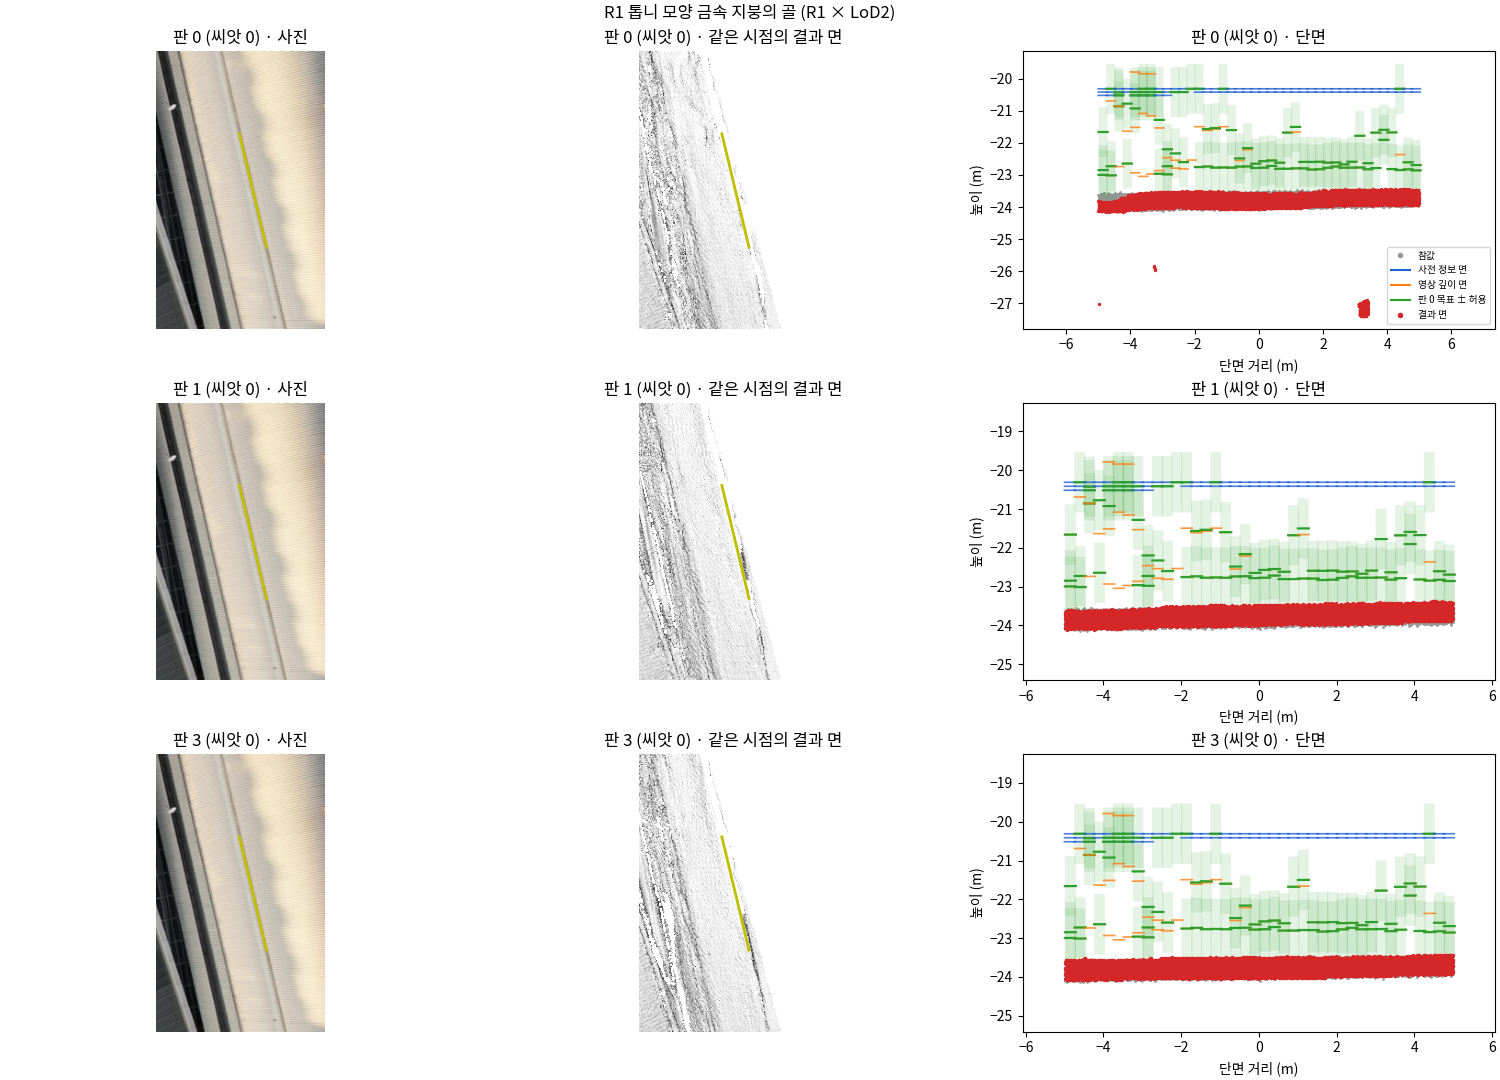 R1 톱니 모양 금속 지붕의 골 (R1 × LoD2)
판 0 (씨앗 0) · 사진
판 0 (씨앗 0) · 같은 시점의 결과 면
판 0 (씨앗 0) · 단면
−20
−21
−22
−23
−24
−25
−26
−27
높이 (m)
참값
사전 정보 면
영상 깊이 면
판 0 목표 ± 허용
결과 면
−6 −4 −2 0 2 4 6
단면 거리 (m)
판 1 (씨앗 0) · 사진
판 1 (씨앗 0) · 같은 시점의 결과 면
판 1 (씨앗 0) · 단면
−19
−20
−21
−22
−23
−24
−25
높이 (m)
−6 −4 −2 0 2 4 6
단면 거리 (m)
판 3 (씨앗 0) · 사진
판 3 (씨앗 0) · 같은 시점의 결과 면
판 3 (씨앗 0) · 단면
−19
−20
−21
−22
−23
−24
−25
높이 (m)
−6 −4 −2 0 2 4 6
단면 거리 (m)